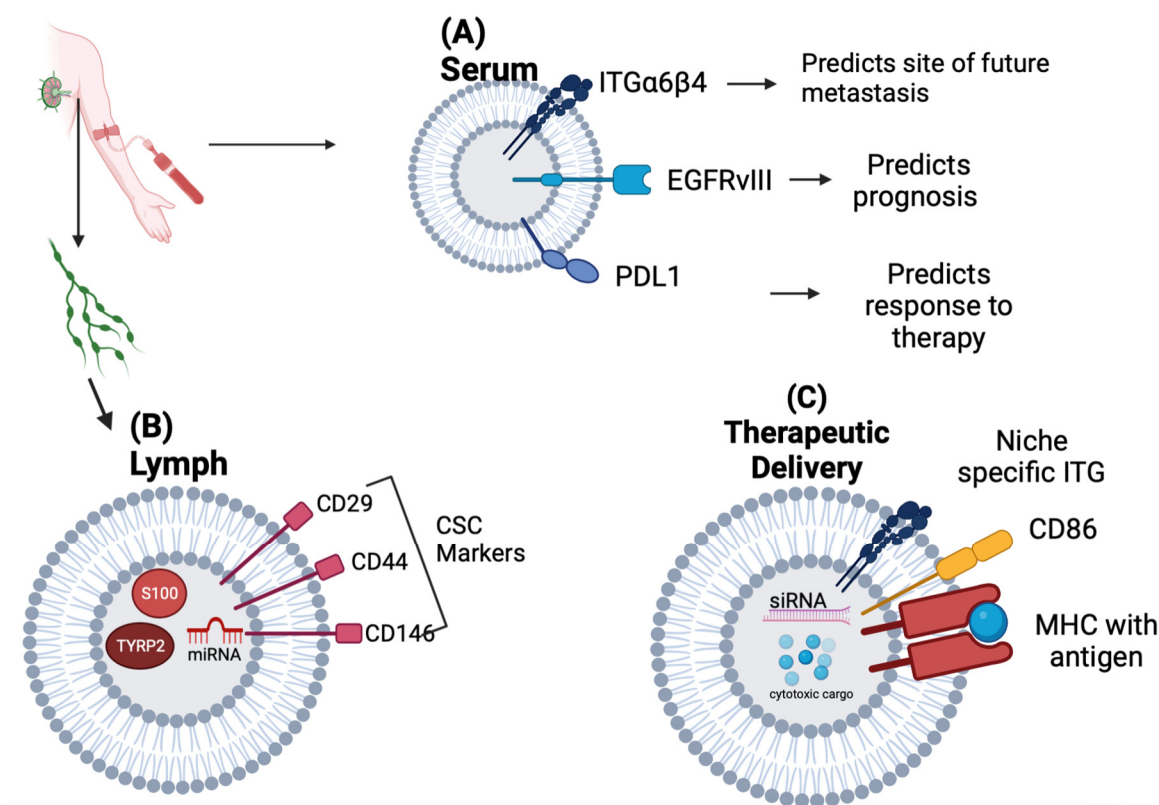 (A)
Serum
ITGα6β4
Predicts site of future
metastasis
EGFRvIII
Predicts
prognosis
PDL1
Predicts
response to
therapy
(B)
Lymph
CD29
CD44
CD146
CSC
Markers
S100
TYRP2
miRNA
(C)
Therapeutic
Delivery
Niche
specific ITG
CD86
MHC with
antigen
siRNA
cytotoxic cargo